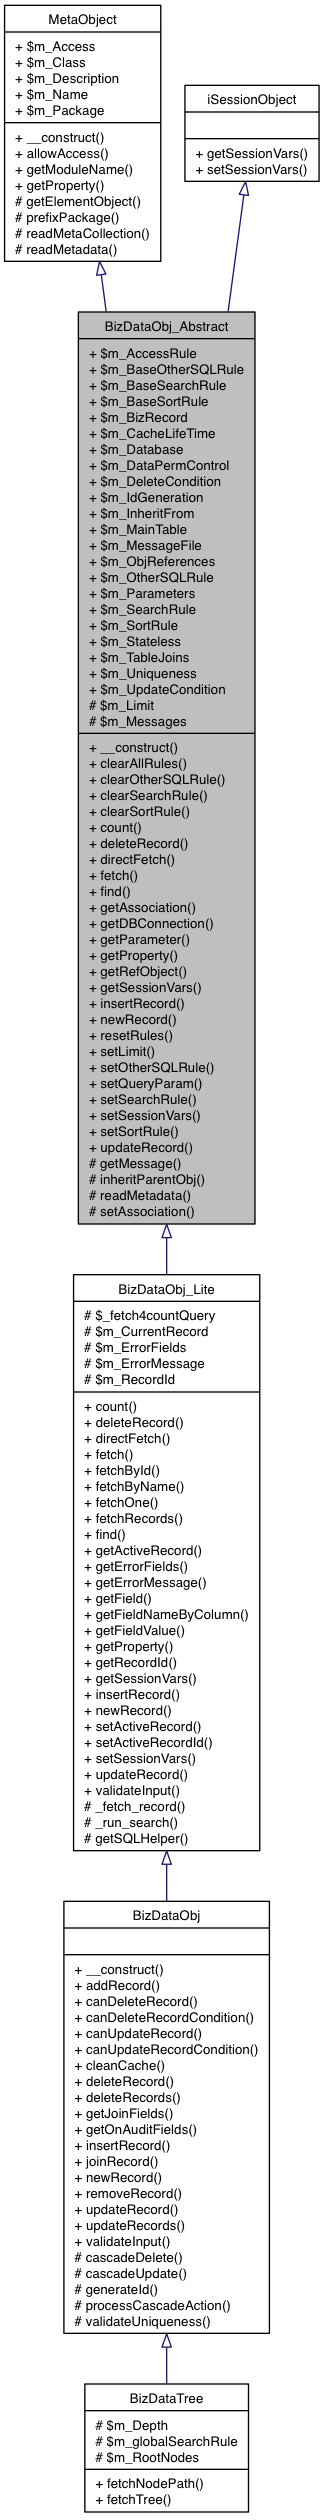 MetaObject
+ $m_Access
+ $m_Class
+ $m_Description
+ $m_Name
+ $m_Package
+ __construct()
+ allowAccess()
+ getModuleName()
+ getProperty()
# getElementObject()
# prefixPackage()
# readMetaCollection()
# readMetadata()
iSessionObject
+ getSessionVars()
+ setSessionVars()
BizDataObj_Abstract
+ $m_AccessRule
+ $m_BaseOtherSQLRule
+ $m_BaseSearchRule
+ $m_BaseSortRule
+ $m_BizRecord
+ $m_CacheLifeTime
+ $m_Database
+ $m_DataPermControl
+ $m_DeleteCondition
+ $m_IdGeneration
+ $m_InheritFrom
+ $m_MainTable
+ $m_MessageFile
+ $m_ObjReferences
+ $m_OtherSQLRule
+ $m_Parameters
+ $m_SearchRule
+ $m_SortRule
+ $m_Stateless
+ $m_TableJoins
+ $m_Uniqueness
+ $m_UpdateCondition
# $m_Limit
# $m_Messages
+ __construct()
+ clearAllRules()
+ clearOtherSQLRule()
+ clearSearchRule()
+ clearSortRule()
+ count()
+ deleteRecord()
+ directFetch()
+ fetch()
+ find()
+ getAssociation()
+ getDBConnection()
+ getParameter()
+ getProperty()
+ getRefObject()
+ getSessionVars()
+ insertRecord()
+ newRecord()
+ resetRules()
+ setLimit()
+ setOtherSQLRule()
+ setQueryParam()
+ setSearchRule()
+ setSessionVars()
+ setSortRule()
+ updateRecord()
# getMessage()
# inheritParentObj()
# readMetadata()
# setAssociation()
BizDataObj_Lite
# $_fetch4countQuery
# $m_CurrentRecord
# $m_ErrorFields
# $m_ErrorMessage
# $m_RecordId
+ count()
+ deleteRecord()
+ directFetch()
+ fetch()
+ fetchById()
+ fetchByName()
+ fetchOne()
+ fetchRecords()
+ find()
+ getActiveRecord()
+ getErrorFields()
+ getErrorMessage()
+ getField()
+ getFieldNameByColumn()
+ getFieldValue()
+ getProperty()
+ getRecordId()
+ getSessionVars()
+ insertRecord()
+ newRecord()
+ setActiveRecord()
+ setActiveRecordId()
+ setSessionVars()
+ updateRecord()
+ validateInput()
# _fetch_record()
# _run_search()
# getSQLHelper()
BizDataObj
+ __construct()
+ addRecord()
+ canDeleteRecord()
+ canDeleteRecordCondition()
+ canUpdateRecord()
+ canUpdateRecordCondition()
+ cleanCache()
+ deleteRecord()
+ deleteRecords()
+ getJoinFields()
+ getOnAuditFields()
+ insertRecord()
+ joinRecord()
+ newRecord()
+ removeRecord()
+ updateRecord()
+ updateRecords()
+ validateInput()
# cascadeDelete()
# cascadeUpdate()
# generateId()
# processCascadeAction()
# validateUniqueness()
BizDataTree
# $m_Depth
# $m_globalSearchRule
# $m_RootNodes
+ fetchNodePath()
+ fetchTree()